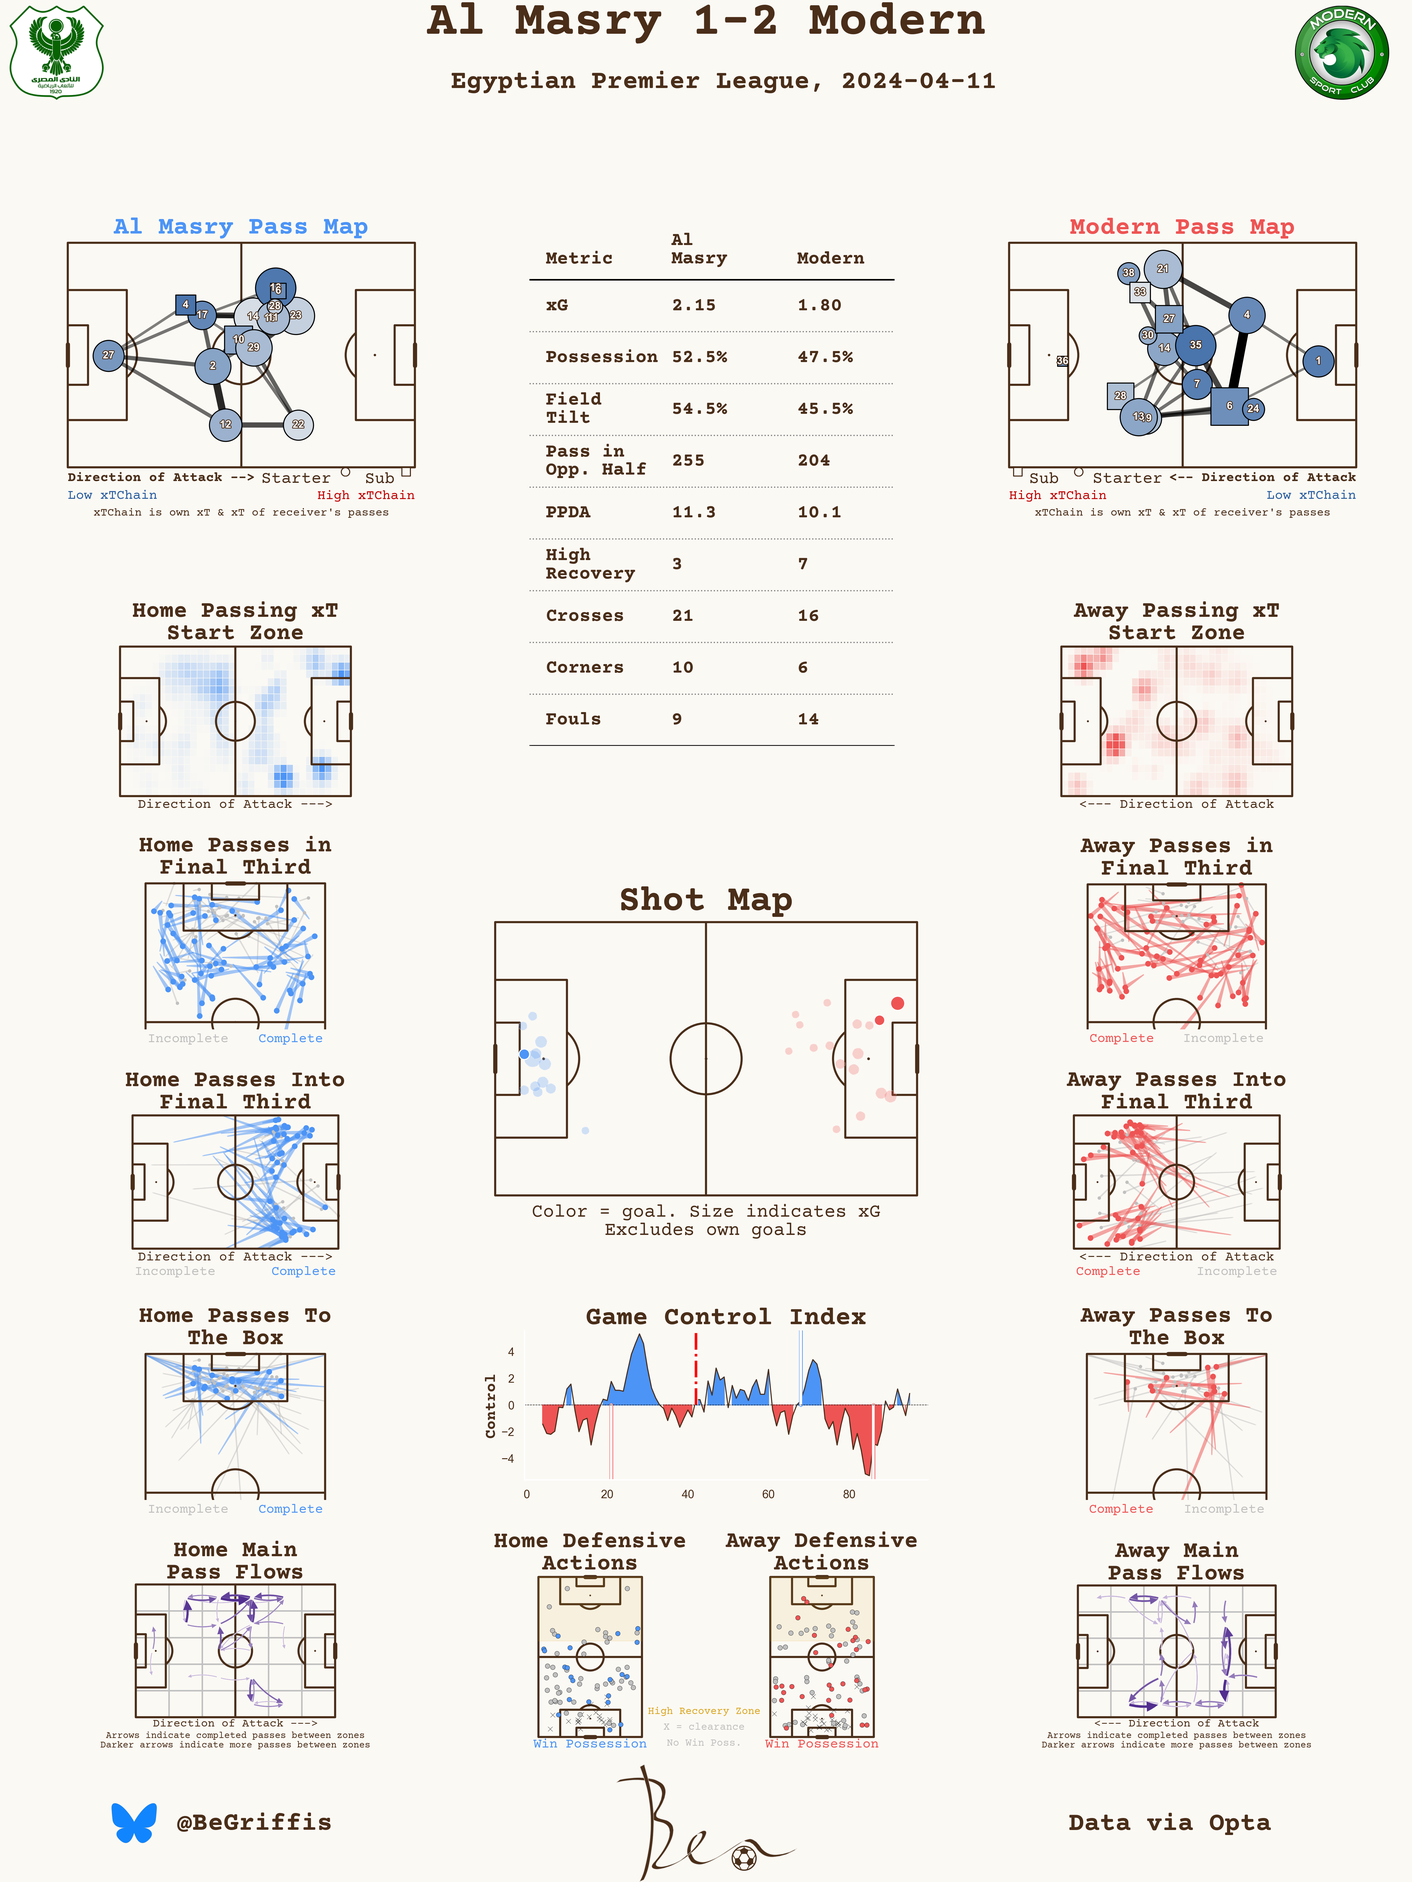 Al Masry 1-2 Modern
Egyptian Premier League, 2024-04-11
النادي المصري
للألعاب الرياضية
1920
MODERN
SPORT CLUB
Al Masry Pass Map
4
17
6
28
14
11
23
10
29
27
2
12
22
Direction of Attack --> Starter Sub
Low xTChain High xTChain
xTChain is own xT & xT of receiver's passes
Metric Al Masry Modern
xG 2.15 1.80
Possession 52.5% 47.5%
Field Tilt 54.5% 45.5%
Pass in Opp. Half 255 204
PPDA 11.3 10.1
High Recovery 3 7
Crosses 21 16
Corners 10 6
Fouls 9 14
Modern Pass Map
38
21
33
27
4
30
14
35
36
1
7
28
13
6
24
Sub Starter <-- Direction of Attack
High xTChain Low xTChain
xTChain is own xT & xT of receiver's passes
Home Passing xT
Start Zone
Direction of Attack --->
Away Passing xT
Start Zone
<--- Direction of Attack
Home Passes in
Final Third
Incomplete Complete
Away Passes in
Final Third
Complete Incomplete
Shot Map
Color = goal. Size indicates xG
Excludes own goals
Home Passes Into
Final Third
Direction of Attack --->
Incomplete Complete
Away Passes Into
Final Third
<--- Direction of Attack
Complete Incomplete
Home Passes To
The Box
Incomplete Complete
Game Control Index
Control
4
2
0
−2
−4
0 20 40 60 80
Away Passes To
The Box
Complete Incomplete
Home Main
Pass Flows
Direction of Attack --->
Arrows indicate completed passes between zones
Darker arrows indicate more passes between zones
Home Defensive
Actions
Win Possession
High Recovery Zone
X = clearance
No Win Poss.
Away Defensive
Actions
Win Possession
Away Main
Pass Flows
<--- Direction of Attack
Arrows indicate completed passes between zones
Darker arrows indicate more passes between zones
@BeGriffis
Ben
Data via Opta